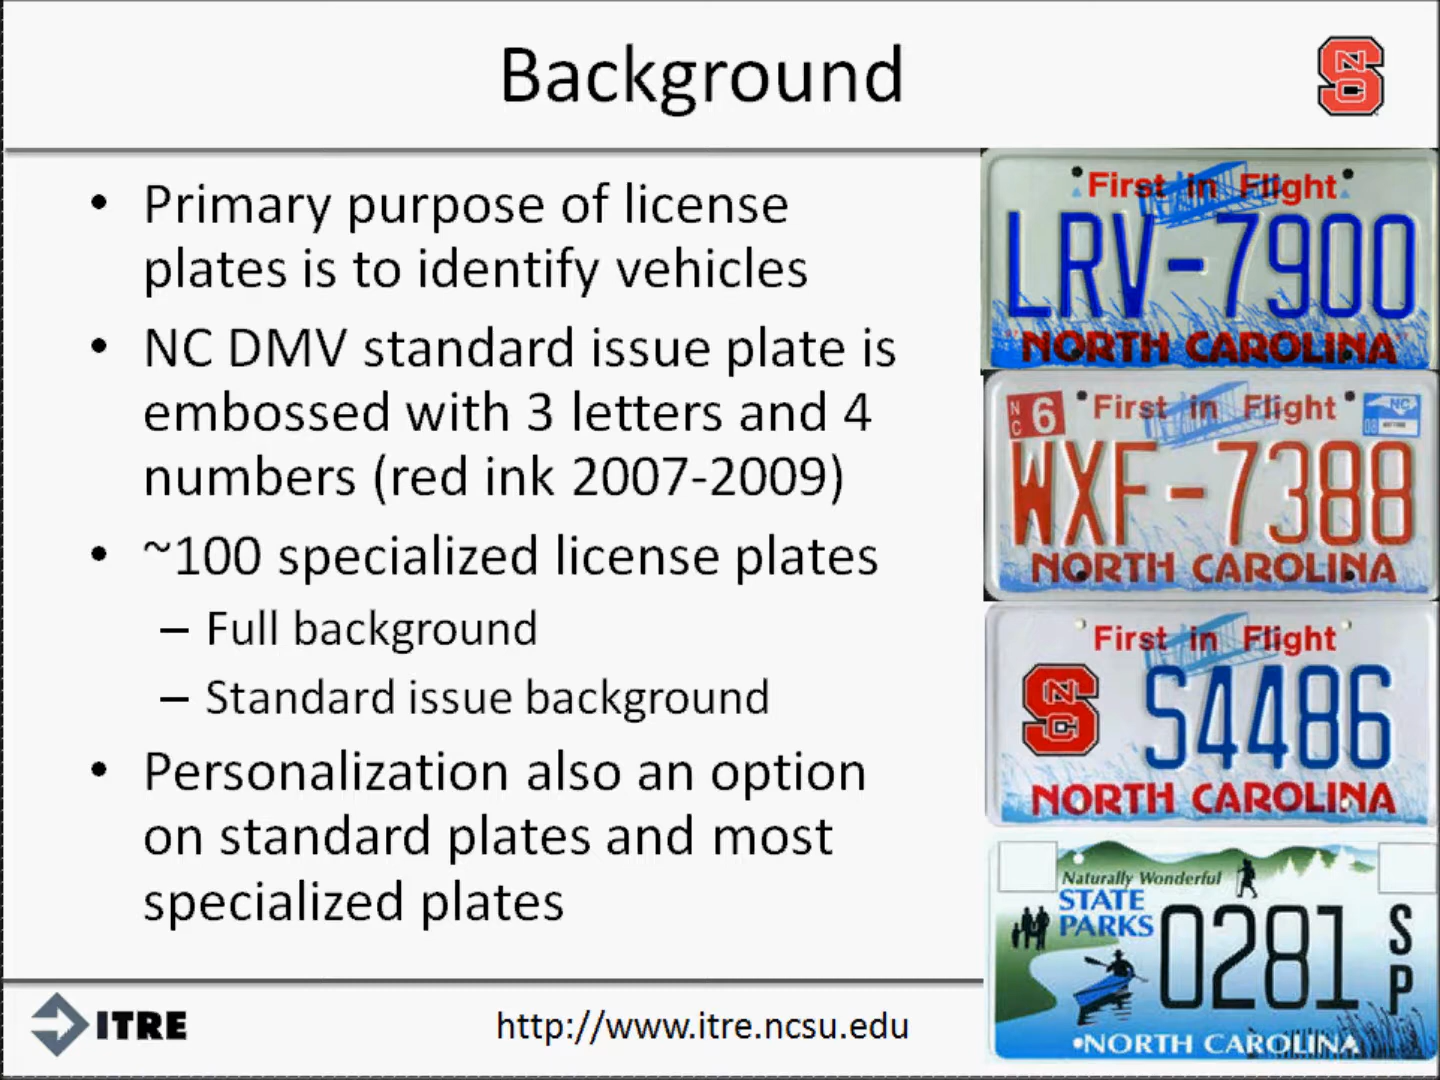 Background
• Primary purpose of license
plates is to identify vehicles
• NC DMV standard issue plate is
embossed with 3 letters and 4
numbers (red ink 2007-2009)
• ~100 specialized license plates
– Full background
– Standard issue background
• Personalization also an option
on standard plates and most
specialized plates
NCS
First in Flight
LRV-7900
NORTH CAROLINA
NC 6
First in Flight
NC
WXF-7388
NORTH CAROLINA
First in Flight
NCS S4486
NORTH CAROLINA
Naturally Wonderful
STATE
PARKS
0281 SP
•NORTH CAROLINA
ITRE
http://www.itre.ncsu.edu